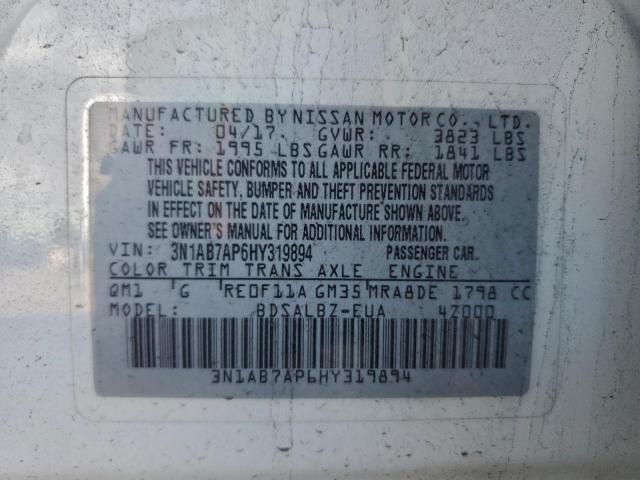 MANUFACTURED BY NISSAN MOTOR CO., LTD.
DATE: 04/17. GVWR: 3823 LBS
GAWR FR: 1995 LBS GAWR RR: 1841 LBS
THIS VEHICLE CONFORMS TO ALL APPLICABLE FEDERAL MOTOR
VEHICLE SAFETY, BUMPER AND THEFT PREVENTION STANDARDS
IN EFFECT ON THE DATE OF MANUFACTURE SHOWN ABOVE.
SEE OWNER'S MANUAL FOR ADDITIONAL INFORMATION.
VIN: 3N1AB7AP6HY319894 PASSENGER CAR
COLOR TRIM TRANS AXLE ENGINE
QM1 G RE0F11A GM35 MRA8DE 1798 CC
MODEL: BDSALBZ-EUA 4Z000
3N1AB7AP6HY319894